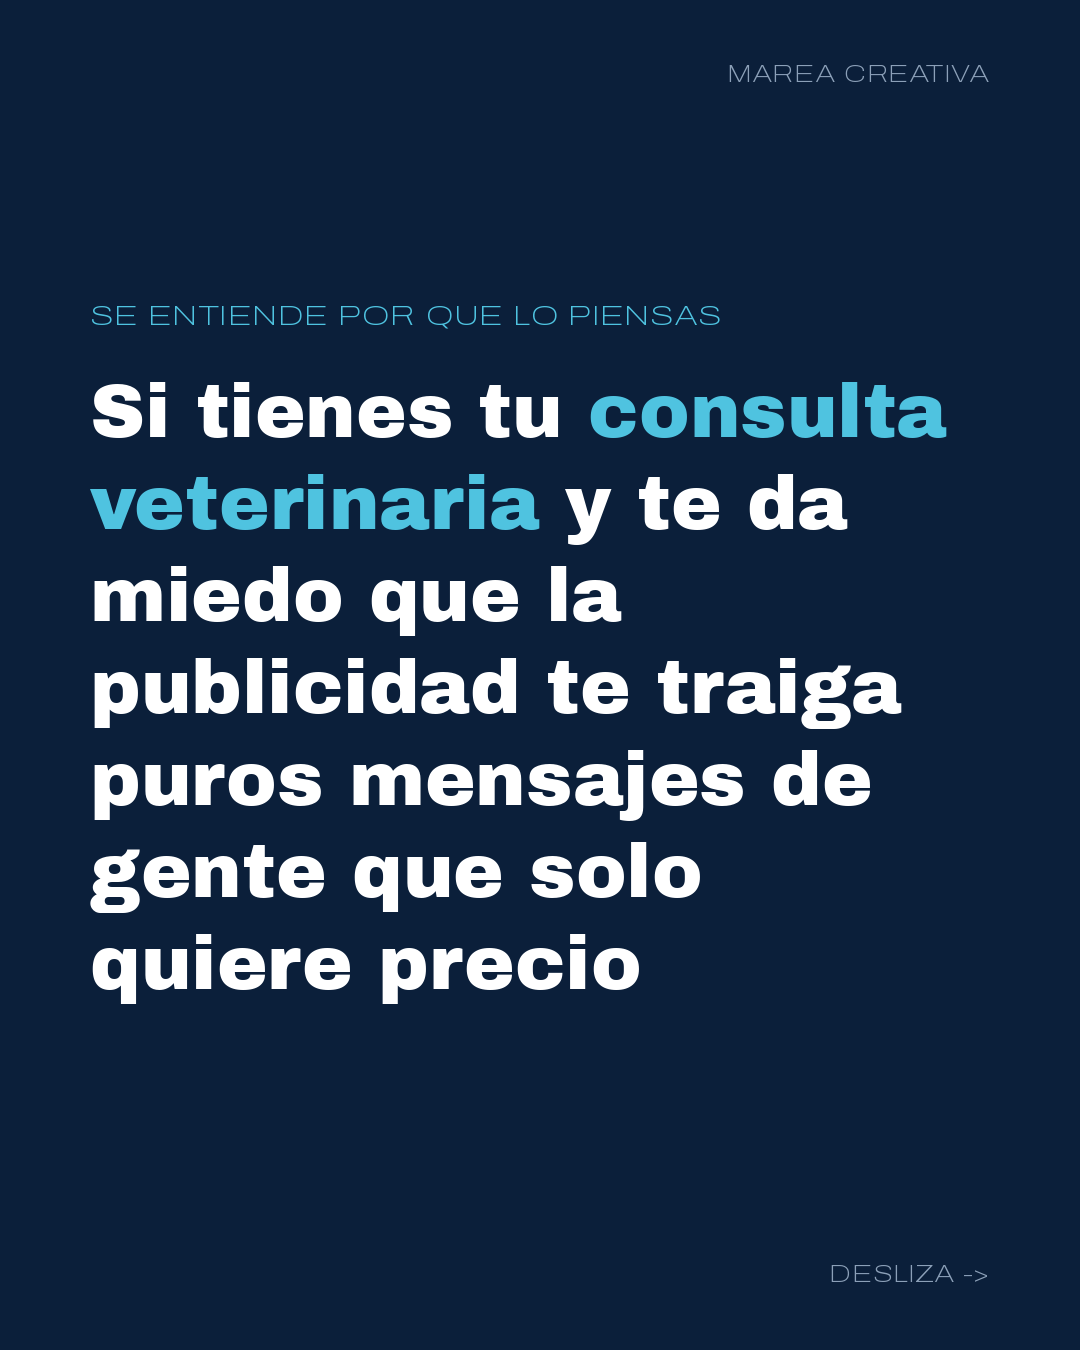 MAREA CREATIVA
SE ENTIENDE POR QUE LO PIENSAS
Si tienes tu consulta
veterinaria y te da
miedo que la
publicidad te traiga
puros mensajes de
gente que solo
quiere precio
DESLIZA ->